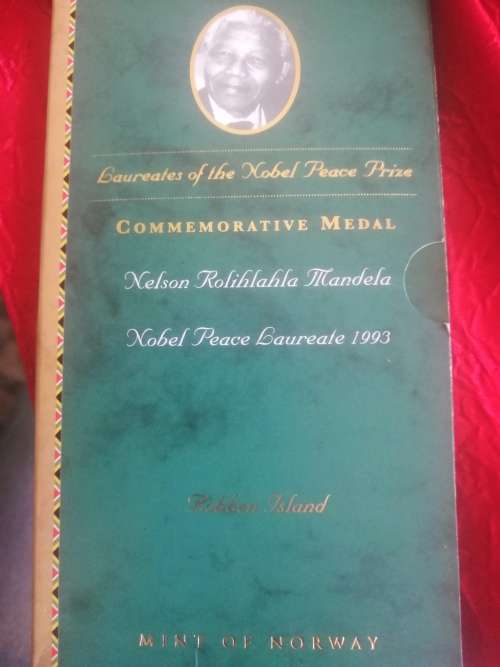 Laureates of the Nobel Peace Prize
COMMEMORATIVE MEDAL
Nelson Rolihlahla Mandela
Nobel Peace Laureate 1993
Robben Island
MINT OF NORWAY